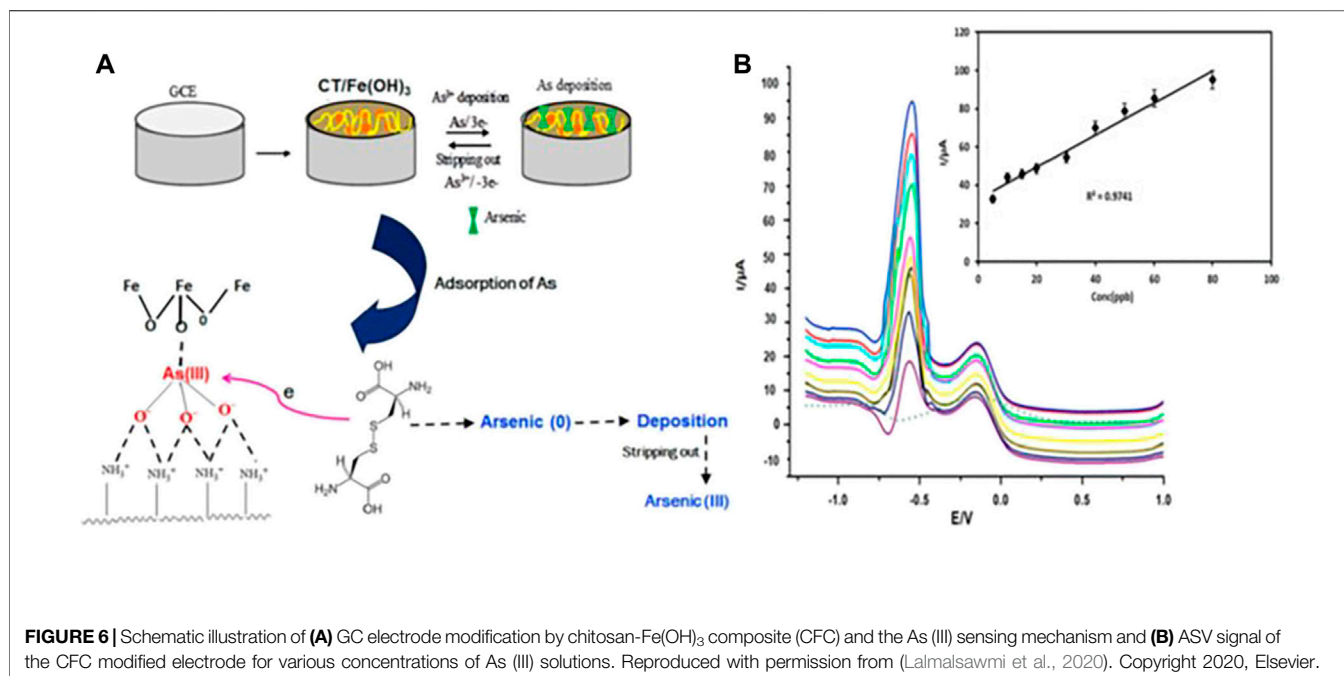 A
GCE
CT/Fe(OH)₃
As³⁺ deposition
As/3e-
Stripping out
As³⁺/-3e-
As deposition
Arsenic
Adsorption of As
Fe Fe Fe
O O O
As(III)
e
O⁻ O⁻ O⁻
NH₃⁺ NH₃⁺ NH₃⁺ NH₃⁺
O OH
NH₂
H
S
S
H
H₂N O
OH
Arsenic (0)
Deposition
Stripping out
Arsenic (III)
B
I/µA
100
90
80
70
60
50
40
30
20
10
0
-10
-1.0 -0.5 0.0 0.5 1.0
E/V
I/µA
120
100
80
60
40
20
0
R² = 0.9741
0 20 40 60 80 100
Conc(ppb)
FIGURE 6 | Schematic illustration of (A) GC electrode modification by chitosan-Fe(OH)₃ composite (CFC) and the As (III) sensing mechanism and (B) ASV signal of
the CFC modified electrode for various concentrations of As (III) solutions. Reproduced with permission from (Lalmalsawmi et al., 2020). Copyright 2020, Elsevier.